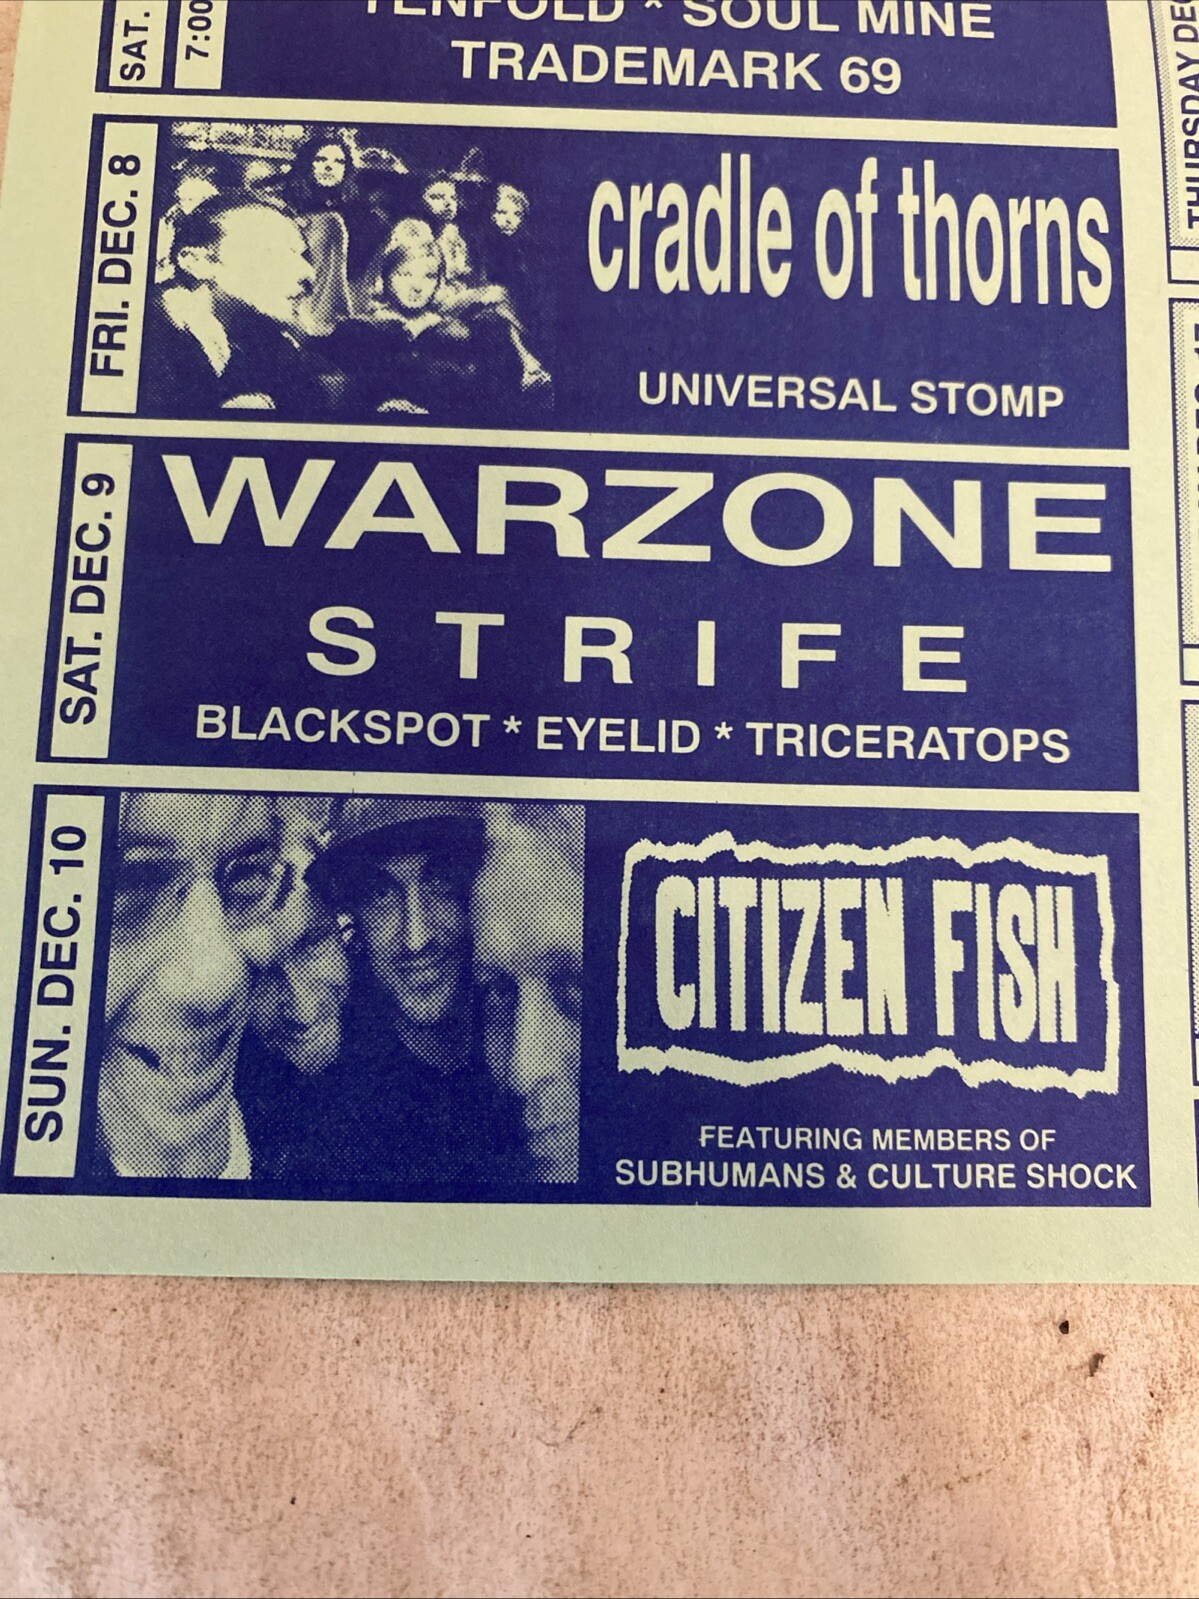 SAT.
7:00
TENFOLD * SOUL MINE
TRADEMARK 69
FRI. DEC. 8
cradle of thorns
UNIVERSAL STOMP
SAT. DEC. 9
WARZONE
STRIFE
BLACKSPOT * EYELID * TRICERATOPS
SUN. DEC. 10
CITIZEN FISH
FEATURING MEMBERS OF
SUBHUMANS & CULTURE SHOCK
THURSDAY DEC